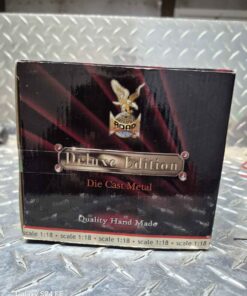 ROAD
Deluxe Edition
Die Cast Metal
Quality Hand Made
scale 1:18 • scale 1:18 • scale 1:18 • scale 1:18 • scale 1:18